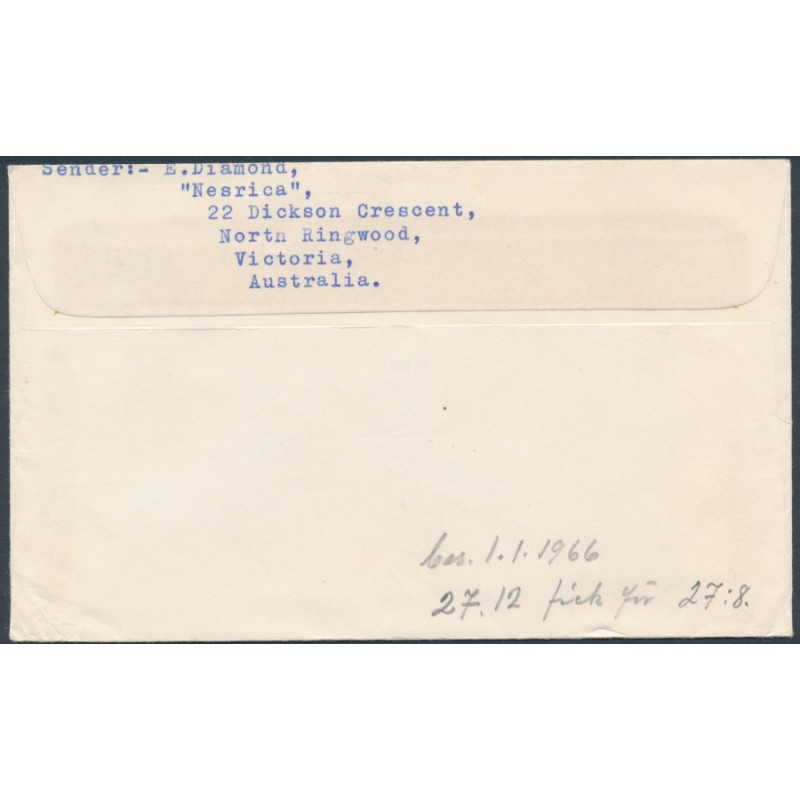 Sender:- E.Diamond,
"Nesrica",
22 Dickson Crescent,
North Ringwood,
Victoria,
Australia.
bes. 1.1.1966
27.12 fick för 27:8.